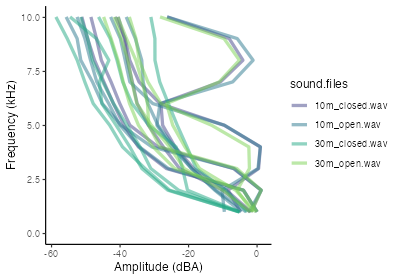 10.0
7.5
5.0
2.5
0.0
Frequency (kHz)
-60
-40
-20
0
Amplitude (dBA)
sound.files
10m_closed.wav
10m_open.wav
30m_closed.wav
30m_open.wav